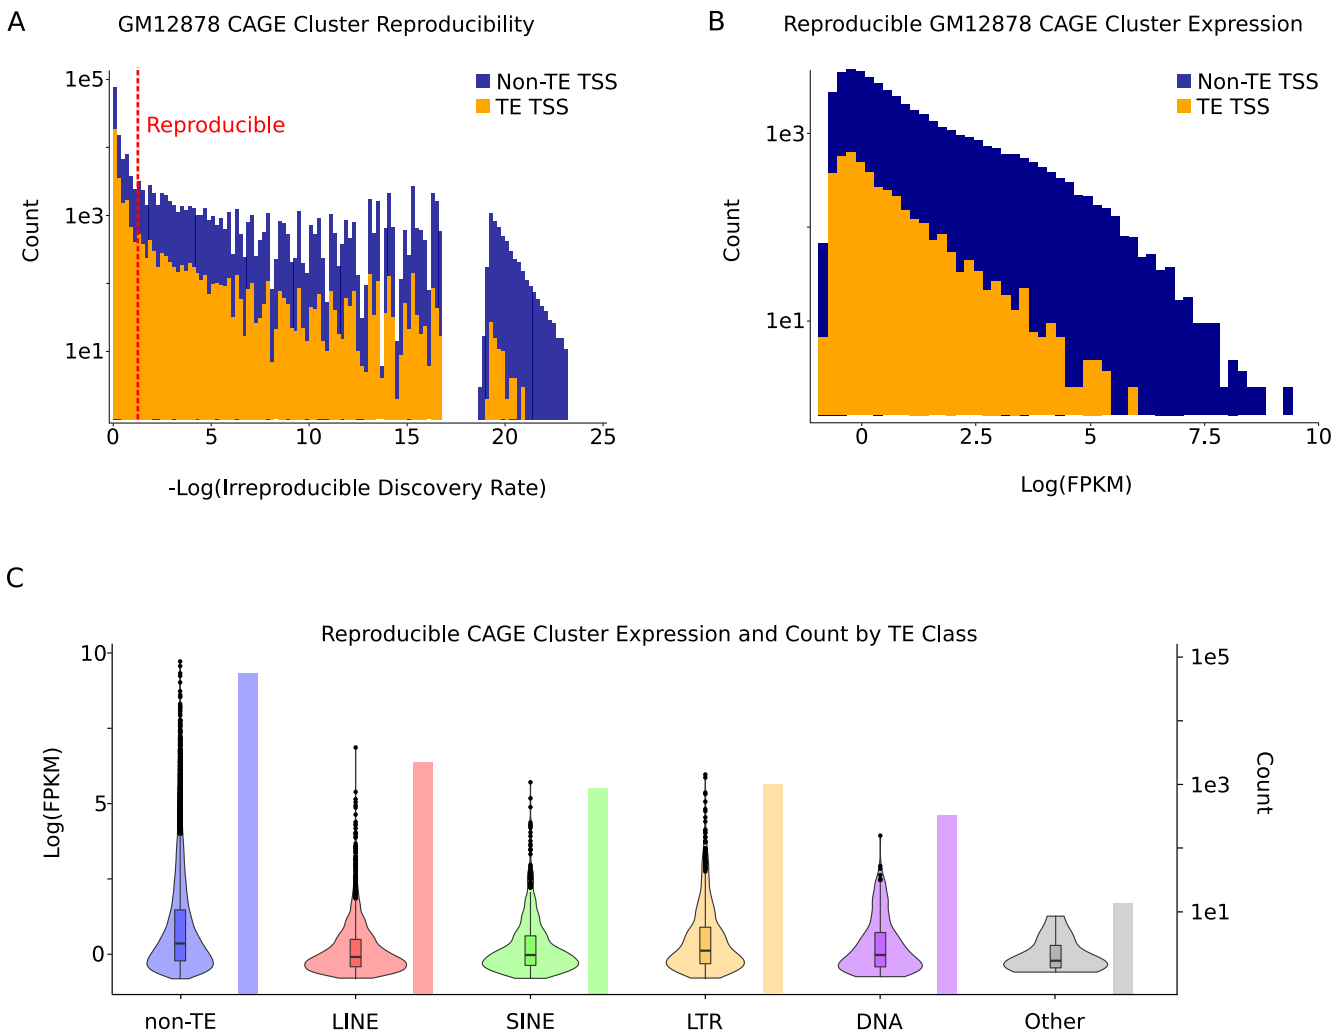 A
GM12878 CAGE Cluster Reproducibility
1e5
1e3
1e1
Count
Non-TE TSS
TE TSS
Reproducible
0 5 10 15 20 25
-Log(Irreproducible Discovery Rate)
B
Reproducible GM12878 CAGE Cluster Expression
1e3
1e1
Count
Non-TE TSS
TE TSS
0 2.5 5 7.5 10
Log(FPKM)
C
Reproducible CAGE Cluster Expression and Count by TE Class
10
5
0
Log(FPKM)
1e5
1e3
1e1
Count
non-TE LINE SINE LTR DNA Other